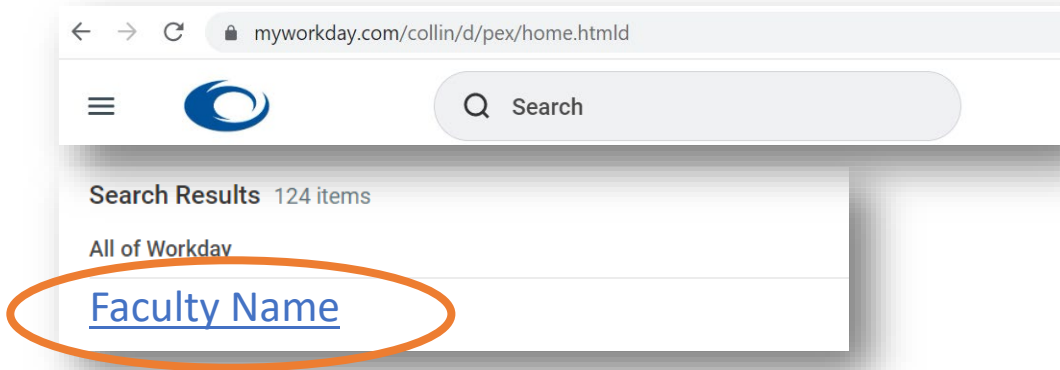 myworkday.com/collin/d/pex/home.htmld
Search
Search Results 124 items
All of Workday
Faculty Name